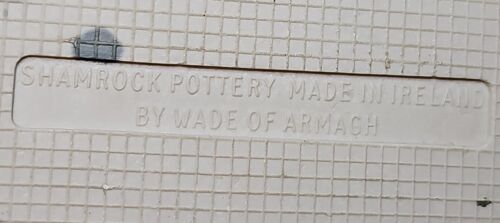 SHAMROCK POTTERY MADE IN IRELAND
BY WADE OF ARMAGH